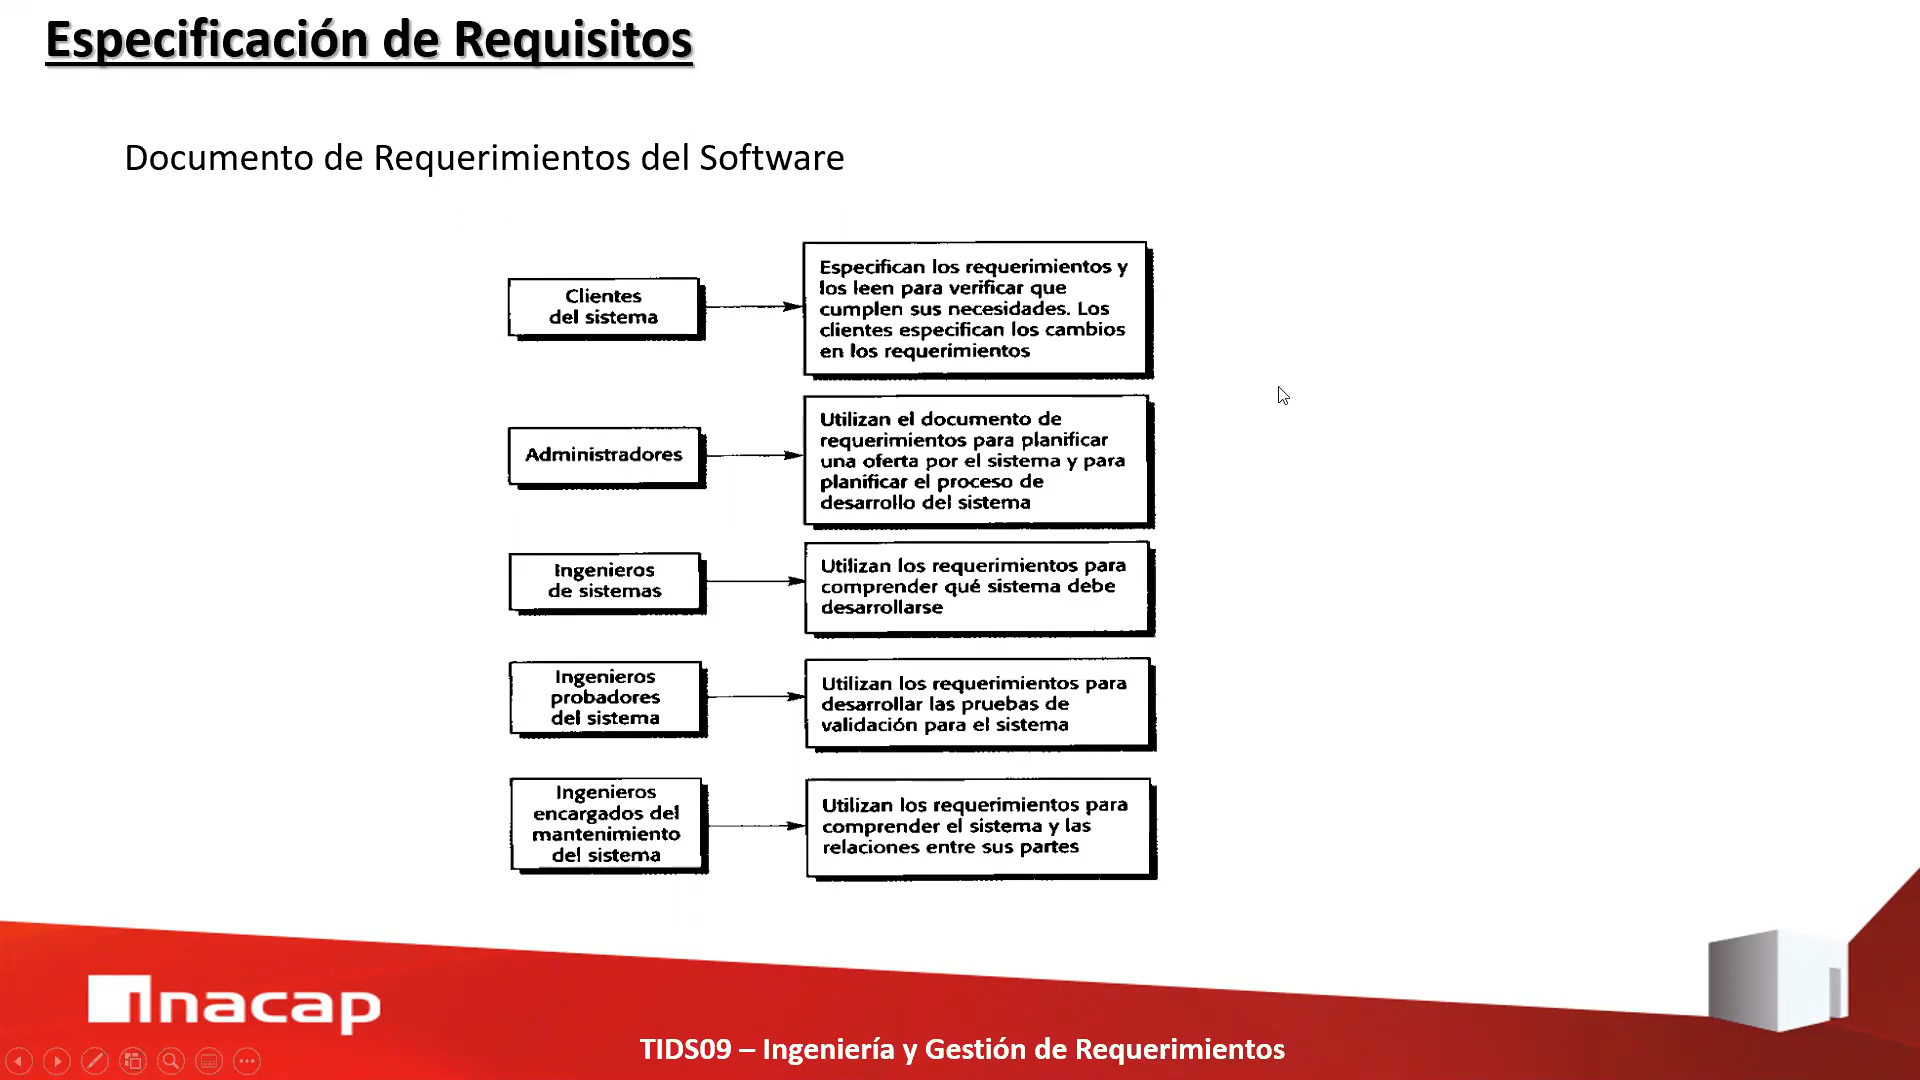 Especificación de Requisitos
Documento de Requerimientos del Software
Clientes
del sistema
Especifican los requerimientos y
los leen para verificar que
cumplen sus necesidades. Los
clientes especifican los cambios
en los requerimientos
Administradores
Utilizan el documento de
requerimientos para planificar
una oferta por el sistema y para
planificar el proceso de
desarrollo del sistema
Ingenieros
de sistemas
Utilizan los requerimientos para
comprender qué sistema debe
desarrollarse
Ingenieros
probadores
del sistema
Utilizan los requerimientos para
desarrollar las pruebas de
validación para el sistema
Ingenieros
encargados del
mantenimiento
del sistema
Utilizan los requerimientos para
comprender el sistema y las
relaciones entre sus partes
Inacap
TIDS09 – Ingeniería y Gestión de Requerimientos